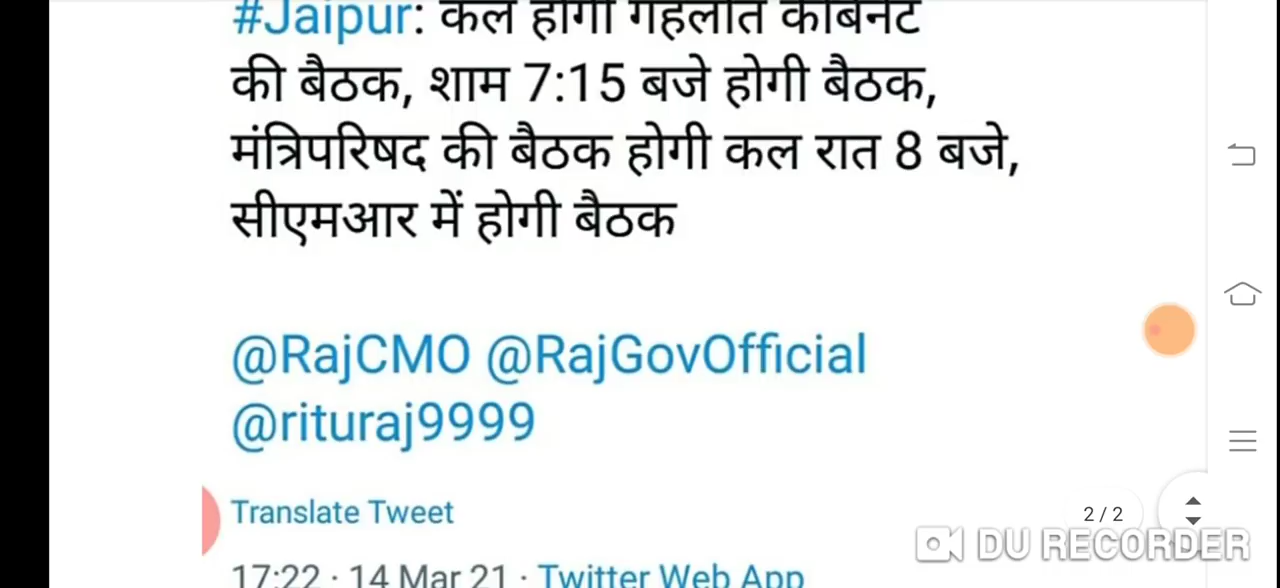 #Jaipur: कल होगी गहलोत कैबिनेट
की बैठक, शाम 7:15 बजे होगी बैठक,
मंत्रिपरिषद की बैठक होगी कल रात 8 बजे,
सीएमआर में होगी बैठक
@RajCMO @RajGovOfficial
@rituraj9999
Translate Tweet
2/2
DU RECORDER
17:22 · 14 Mar 21 · Twitter Web App